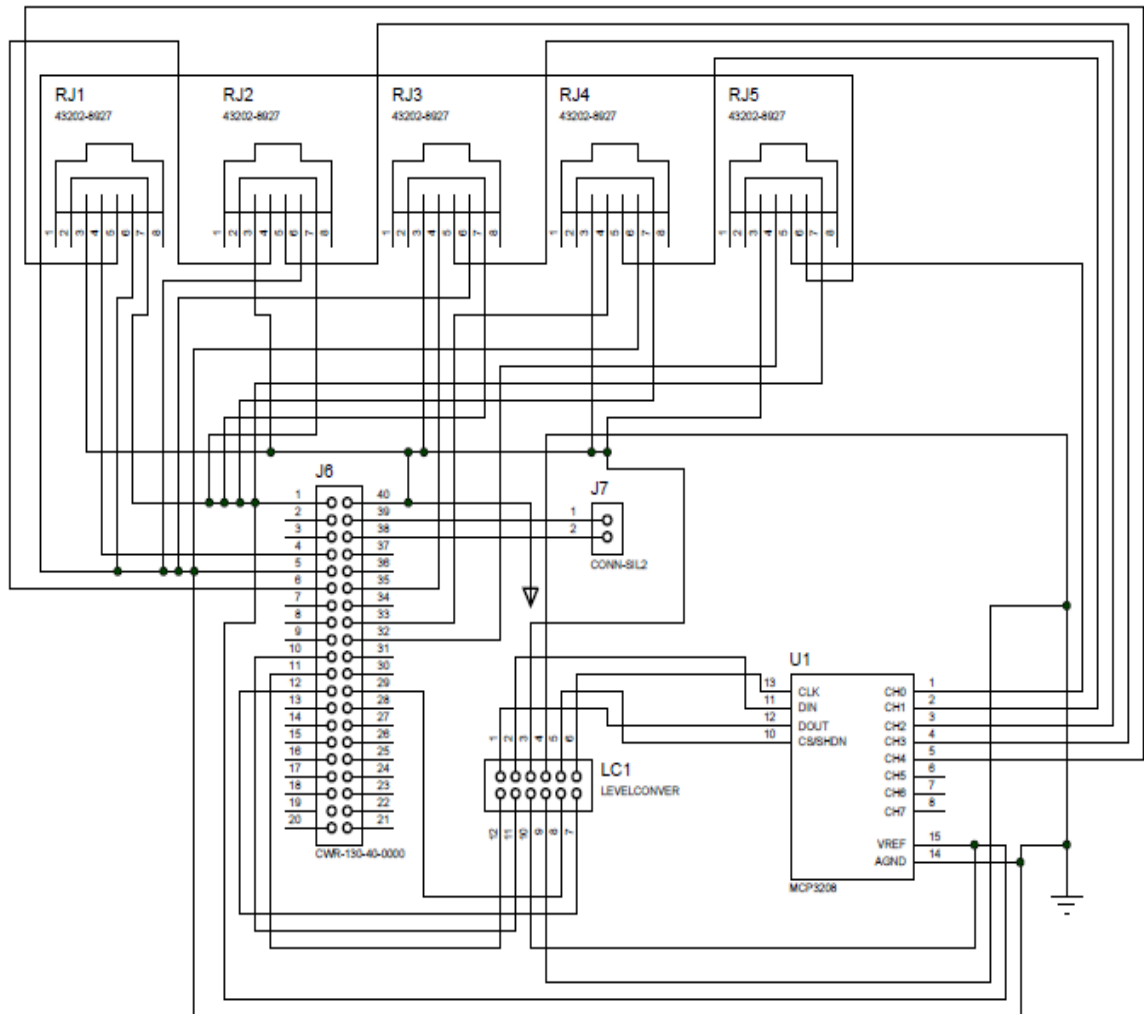 RJ1 RJ2 RJ3 RJ4 RJ5
43202-8927 43202-8927 43202-8927 43202-8927 43202-8927
1 2 3 4 5 6 7 8 1 2 3 4 5 6 7 8 1 2 3 4 5 6 7 8 1 2 3 4 5 6 7 8 1 2 3 4 5 6 7 8
J6
1 40
2 39
3 38
4 37
5 36
6 35
7 34
8 33
9 32
10 31
11 30
12 29
13 28
14 27
15 26
16 25
17 24
18 23
19 22
20 21
CWR-130-40-0000
J7
1
2
CONN-SIL2
1 2 3 4 5 6
LC1
LEVELCONVER
12 11 10 9 8 7
U1
13 CLK CH0 1
11 DIN CH1 2
12 DOUT CH2 3
10 CS/SHDN CH3 4
CH4 5
CH5 6
CH6 7
CH7 8
VREF 15
AGND 14
MCP3208